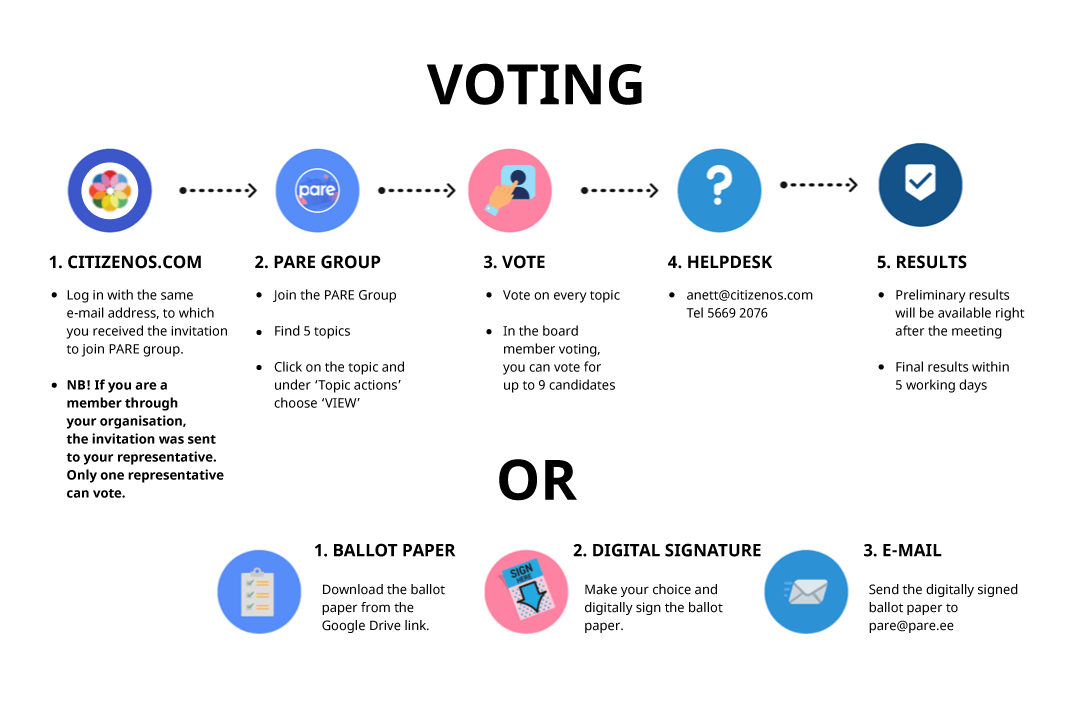 VOTING
pare
1. CITIZENOS.COM
• Log in with the same
e-mail address, to which
you received the invitation
to join PARE group.
• NB! If you are a
member through
your organisation,
the invitation was sent
to your representative.
Only one representative
can vote.
2. PARE GROUP
• Join the PARE Group
• Find 5 topics
• Click on the topic and
under ‘Topic actions’
choose ‘VIEW’
3. VOTE
• Vote on every topic
• In the board
member voting,
you can vote for
up to 9 candidates
4. HELPDESK
• anett@citizenos.com
Tel 5669 2076
5. RESULTS
• Preliminary results
will be available right
after the meeting
• Final results within
5 working days
OR
1. BALLOT PAPER
Download the ballot
paper from the
Google Drive link.
SIGN
HERE
2. DIGITAL SIGNATURE
Make your choice and
digitally sign the ballot
paper.
3. E-MAIL
Send the digitally signed
ballot paper to
pare@pare.ee